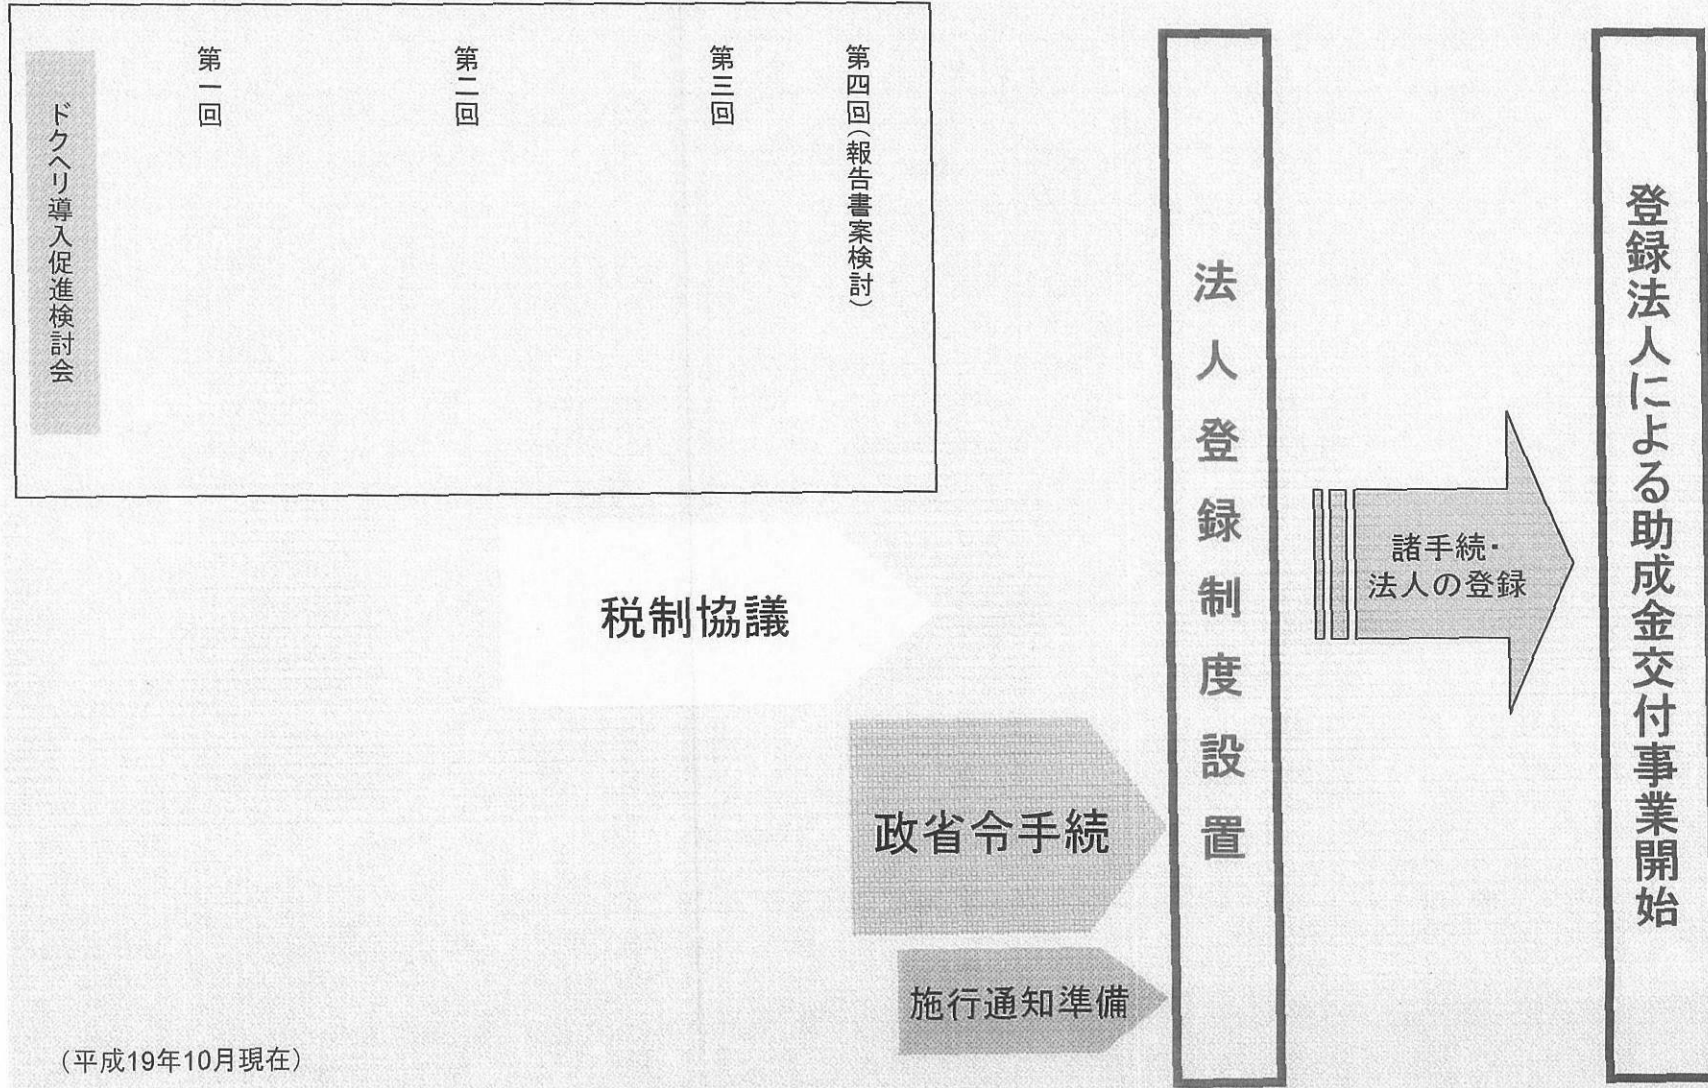 ドクヘリ導入促進検討会
第一回
第二回
第三回
第四回(報告書案検討)
税制協議
政省令手続
施行通知準備
法人登録制度設置
諸手続・
法人の登録
登録法人による助成金交付事業開始
(平成19年10月現在)